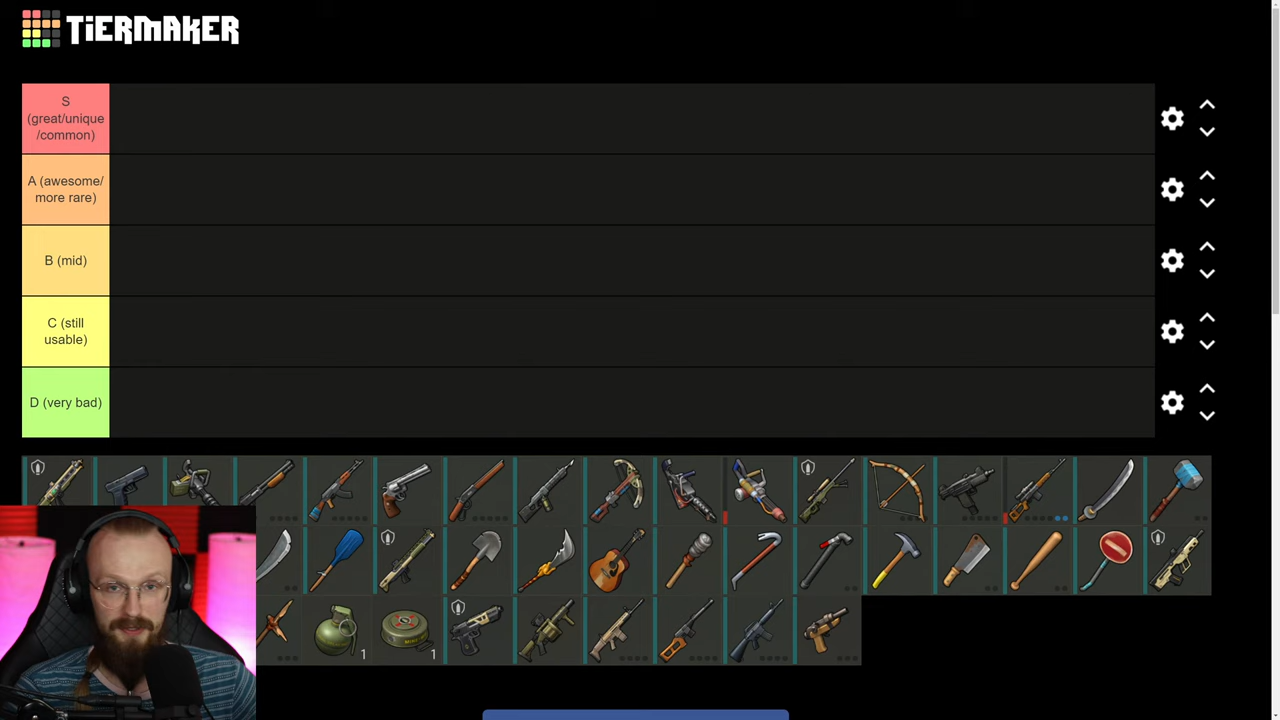 TiERMAKER
S
(great/unique
/common)
A (awesome/
more rare)
B (mid)
C (still
usable)
D (very bad)
1
1